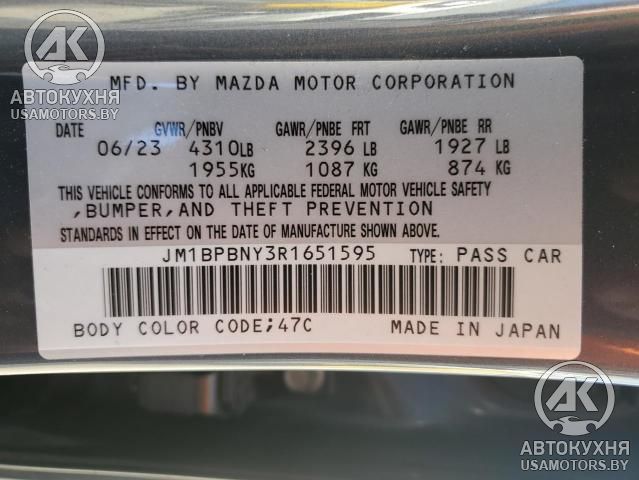 AK
АВТОКУХНЯ
USAMOTORS.BY
MFD. BY MAZDA MOTOR CORPORATION
DATE GVWR/PNBV GAWR/PNBE FRT GAWR/PNBE RR
06/23 4310LB 2396 LB 1927 LB
1955KG 1087 KG 874 KG
THIS VEHICLE CONFORMS TO ALL APPLICABLE FEDERAL MOTOR VEHICLE SAFETY
,BUMPER,AND THEFT PREVENTION
STANDARDS IN EFFECT ON THE DATE OF MANUFACTURE SHOWN ABOVE.
JM1BPBNY3R1651595 TYPE: PASS CAR
BODY COLOR CODE;47C MADE IN JAPAN
AK
АВТОКУХНЯ
USAMOTORS.BY